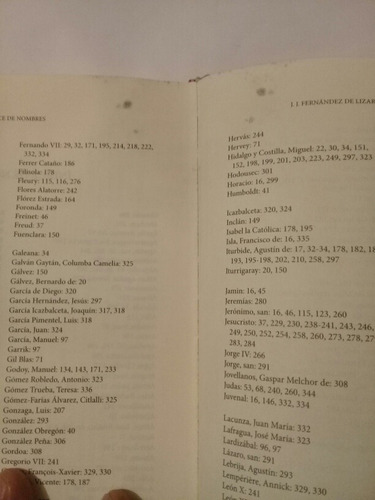 CE DE NOMBRES
Fernando VII: 29, 32, 171, 195, 214, 218, 222,
332, 334
Ferrer Cataño: 186
Filisola: 178
Fleury: 115, 116, 276
Flores Alatorre: 242
Flórez Estrada: 164
Foronda: 149
Freinet: 46
Freud: 37
Fuenclara: 150
Galeana: 34
Galván Gaytán, Columba Camelia: 325
Gálvez: 150
Gálvez, Bernardo de: 20
García de Diego: 320
García Hernández, Jesús: 297
García Icazbalceta, Joaquín: 317, 318
García Pimentel, Luis: 318
García, Juan: 324
García, Manuel: 97
Garrik: 97
Gil Blas: 71
Godoy, Manuel: 134, 143, 171, 233
Gómez Robledo, Antonio: 323
Gómez Trueba, Teresa: 336
Gómez-Farías Álvarez, Citlalli: 325
Gonzaga, Luis: 207
González: 293
González Obregón: 40
González Peña: 306
Gordoa: 308
Gregorio VII: 241
François-Xavier: 329, 330
Vicente: 178, 187
J. J. FERNÁNDEZ DE LIZAR
Hervás: 244
Hervey: 71
Hidalgo y Costilla, Miguel: 22, 30, 34, 151,
152, 198, 199, 201, 203, 223, 249, 297, 323
Hodousec: 301
Horacio: 16, 299
Humboldt: 41
Icazbalceta: 320, 324
Inclán: 149
Isabel la Católica: 178, 195
Isla, Francisco de: 16, 335
Iturbide, Agustín de: 17, 32-34, 178, 182, 18
193, 195-198, 202, 210, 258, 297
Iturrigaray: 20, 150
Jamin: 16, 45
Jeremías: 280
Jerónimo, san: 16, 46, 115, 123, 260
Jesucristo: 37, 229, 230, 238-241, 243, 246,
249, 250, 252, 254, 258, 260, 273, 278, 27
283, 284
Jorge IV: 266
Jorge, san: 291
Jovellanos, Gaspar Melchor de: 308
Judas: 53, 68, 240, 260, 344
Juvenal: 16, 146, 332, 334
Lacunza, Juan María: 332
Lafragua, José María: 323
Lardizábal: 96, 97
Lázaro, san: 291
Lebrija, Agustín: 293
Lempérière, Annick: 329, 330
León X: 241